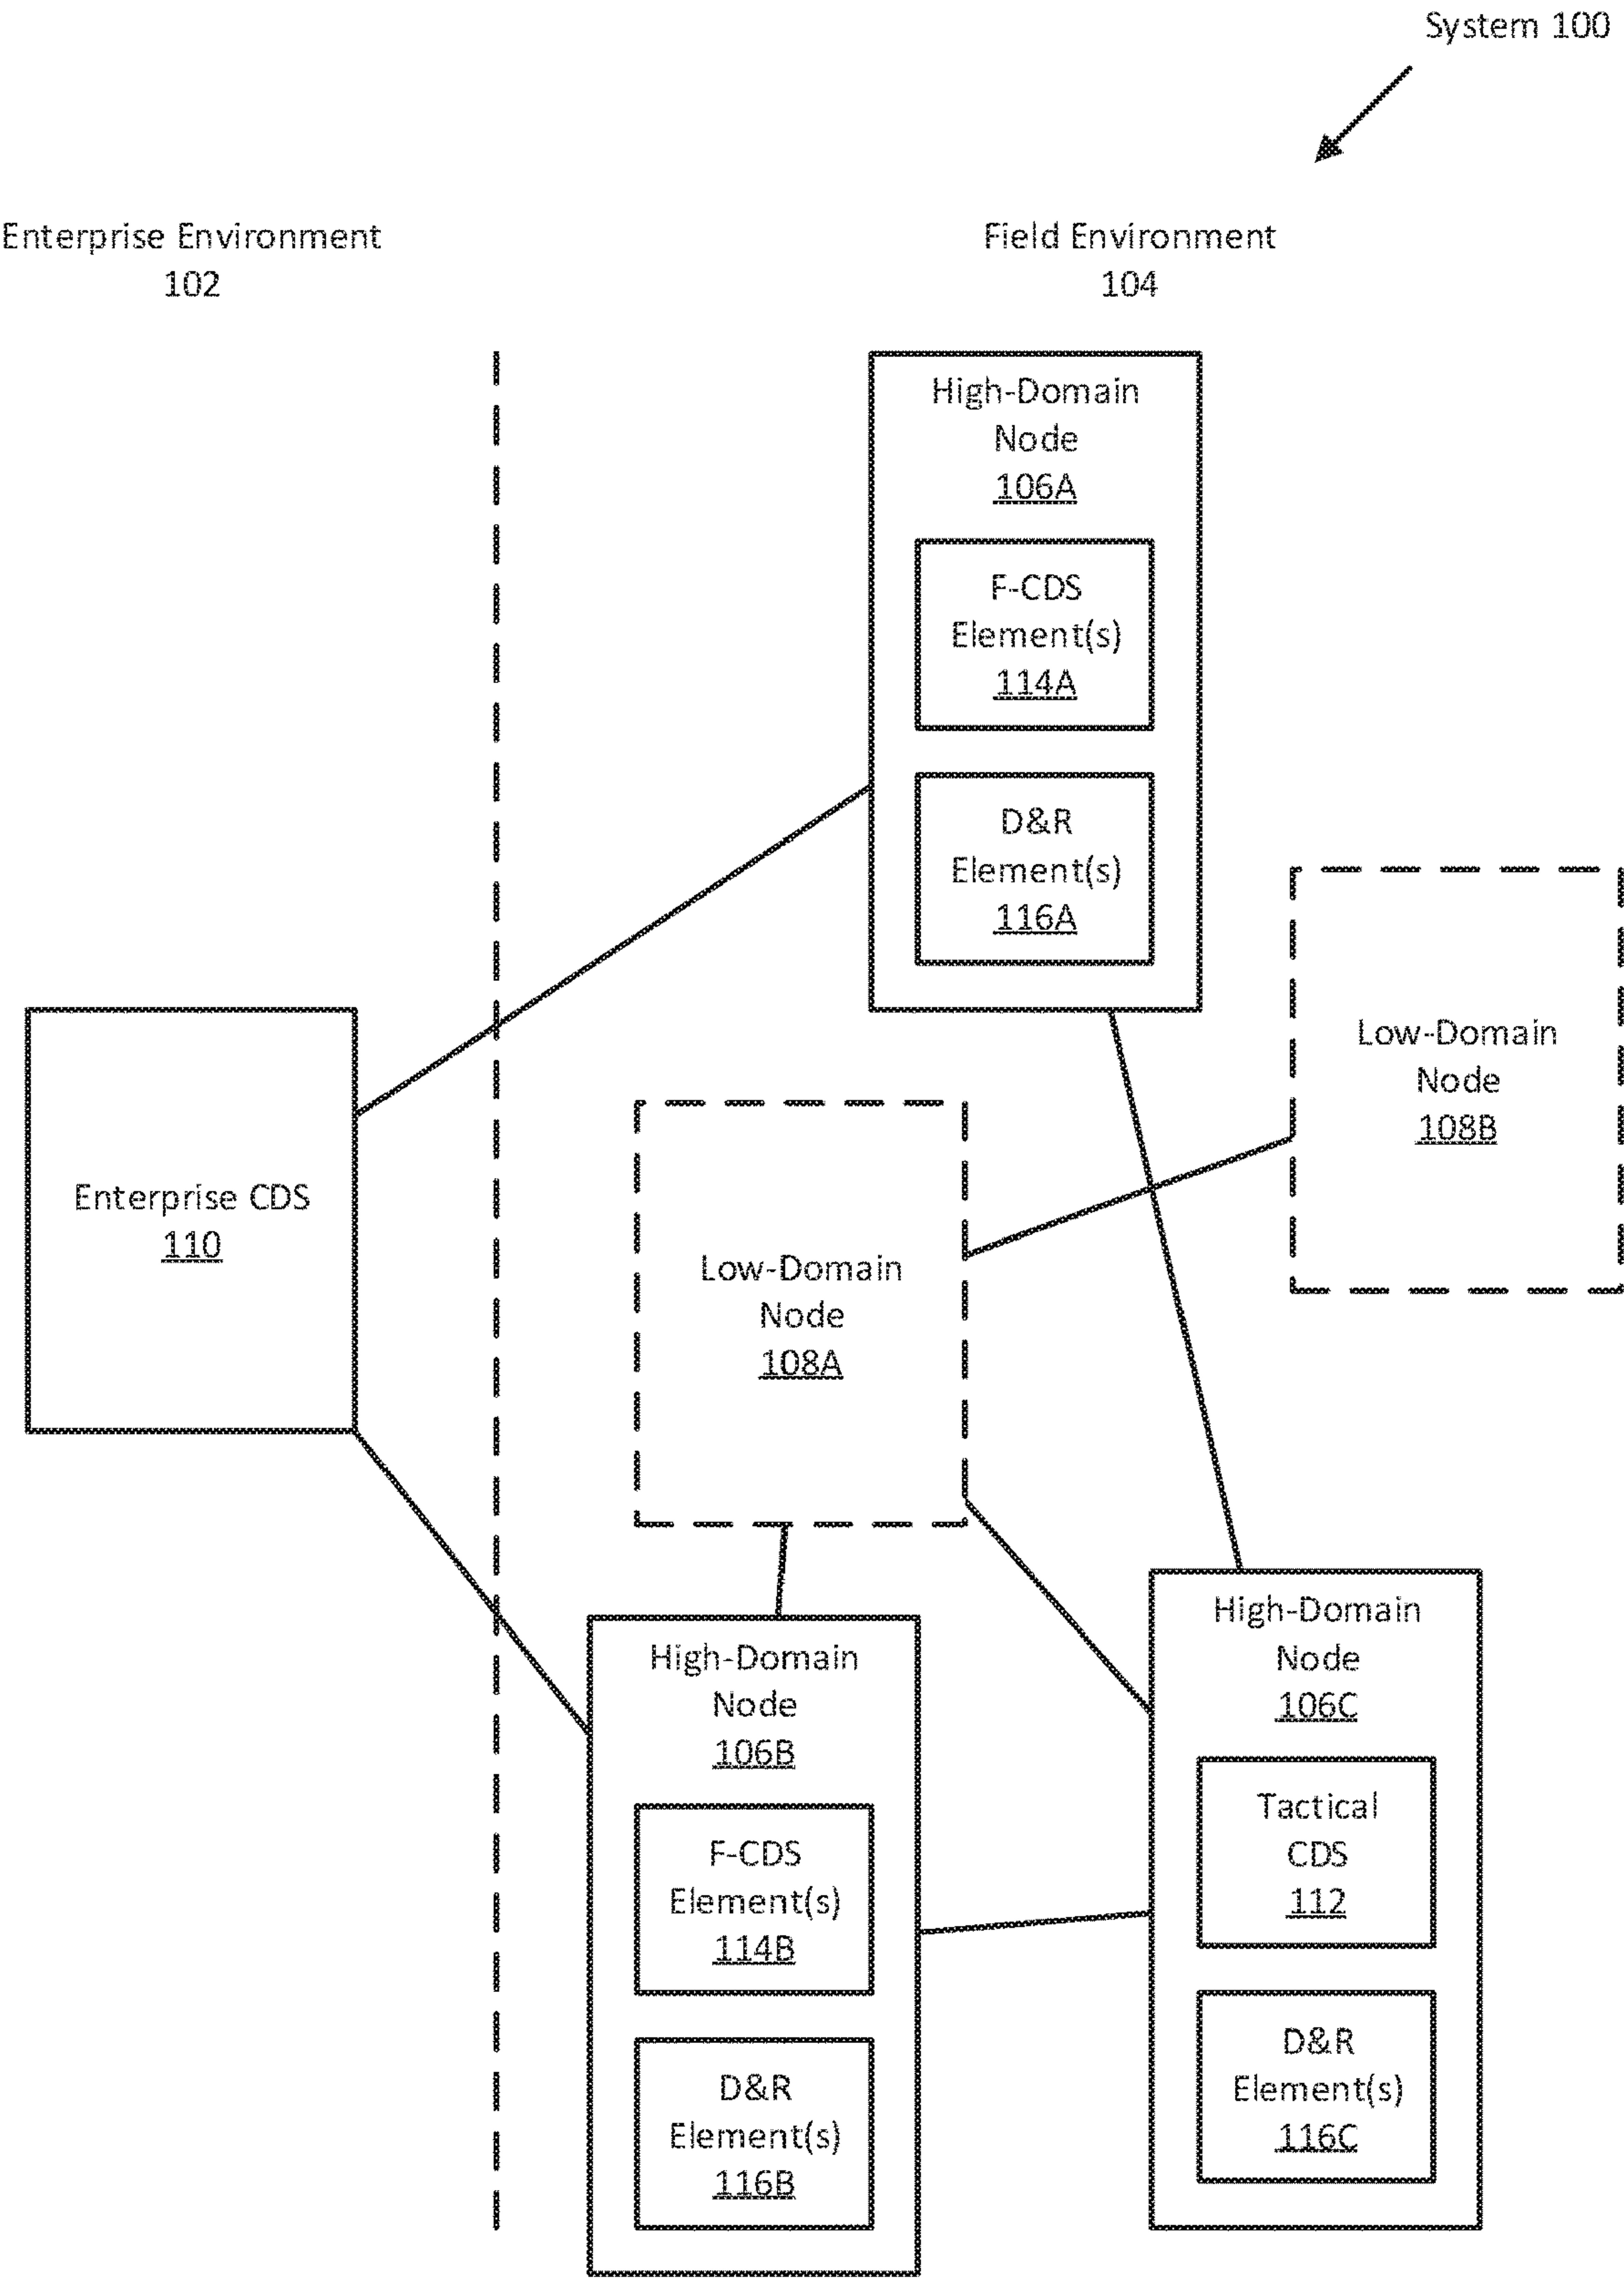 System 100
Enterprise Environment
102
Field Environment
104
High-Domain
Node
106A
F-CDS
Element(s)
114A
D&R
Element(s)
116A
Low-Domain
Node
108B
Enterprise CDS
110
Low-Domain
Node
108A
High-Domain
Node
106B
F-CDS
Element(s)
114B
D&R
Element(s)
116B
High-Domain
Node
106C
Tactical
CDS
112
D&R
Element(s)
116C